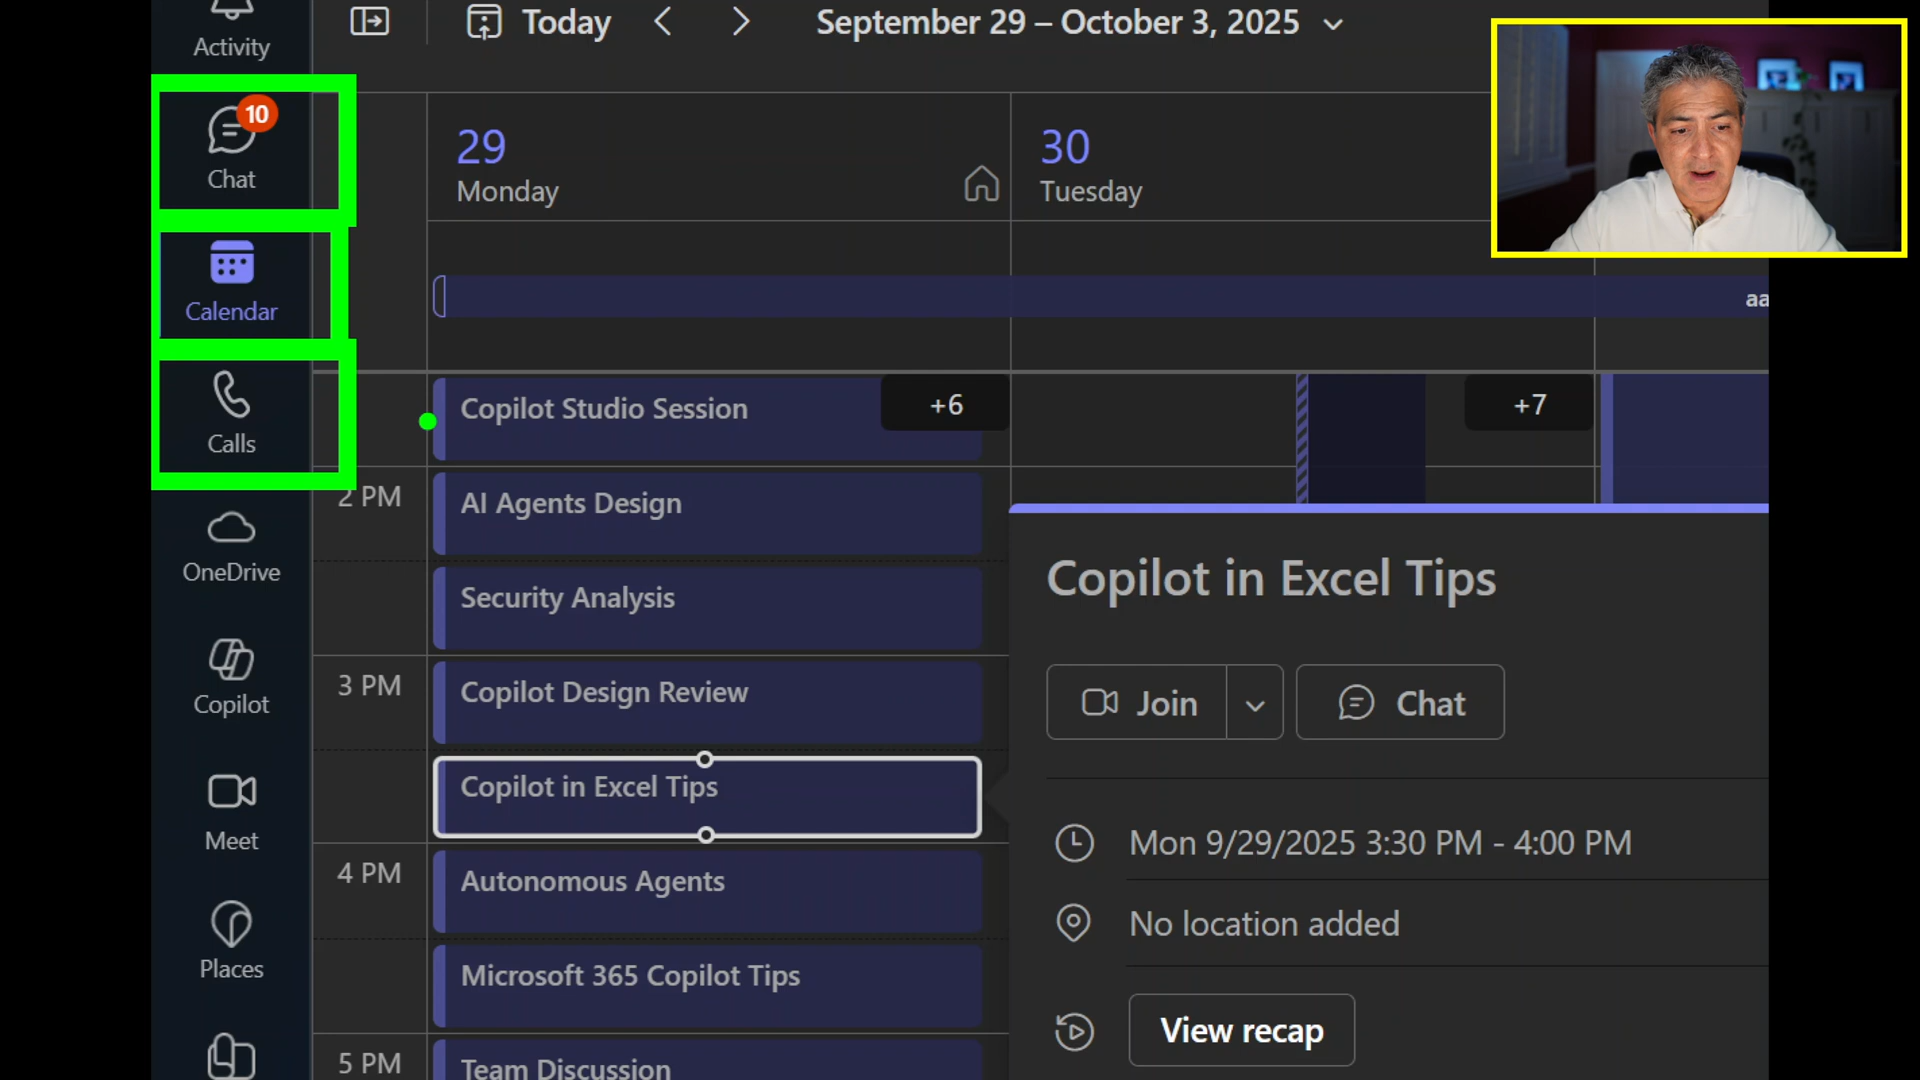 Activity
Today
September 29 – October 3, 2025
10
Chat
29
Monday
30
Tuesday
Calendar
aa
Calls
Copilot Studio Session
+6
+7
2 PM
AI Agents Design
Security Analysis
OneDrive
Copilot in Excel Tips
Join
Chat
3 PM
Copilot Design Review
Copilot
Copilot in Excel Tips
Meet
Mon 9/29/2025 3:30 PM - 4:00 PM
4 PM
Autonomous Agents
No location added
Places
Microsoft 365 Copilot Tips
View recap
5 PM
Team Discussion